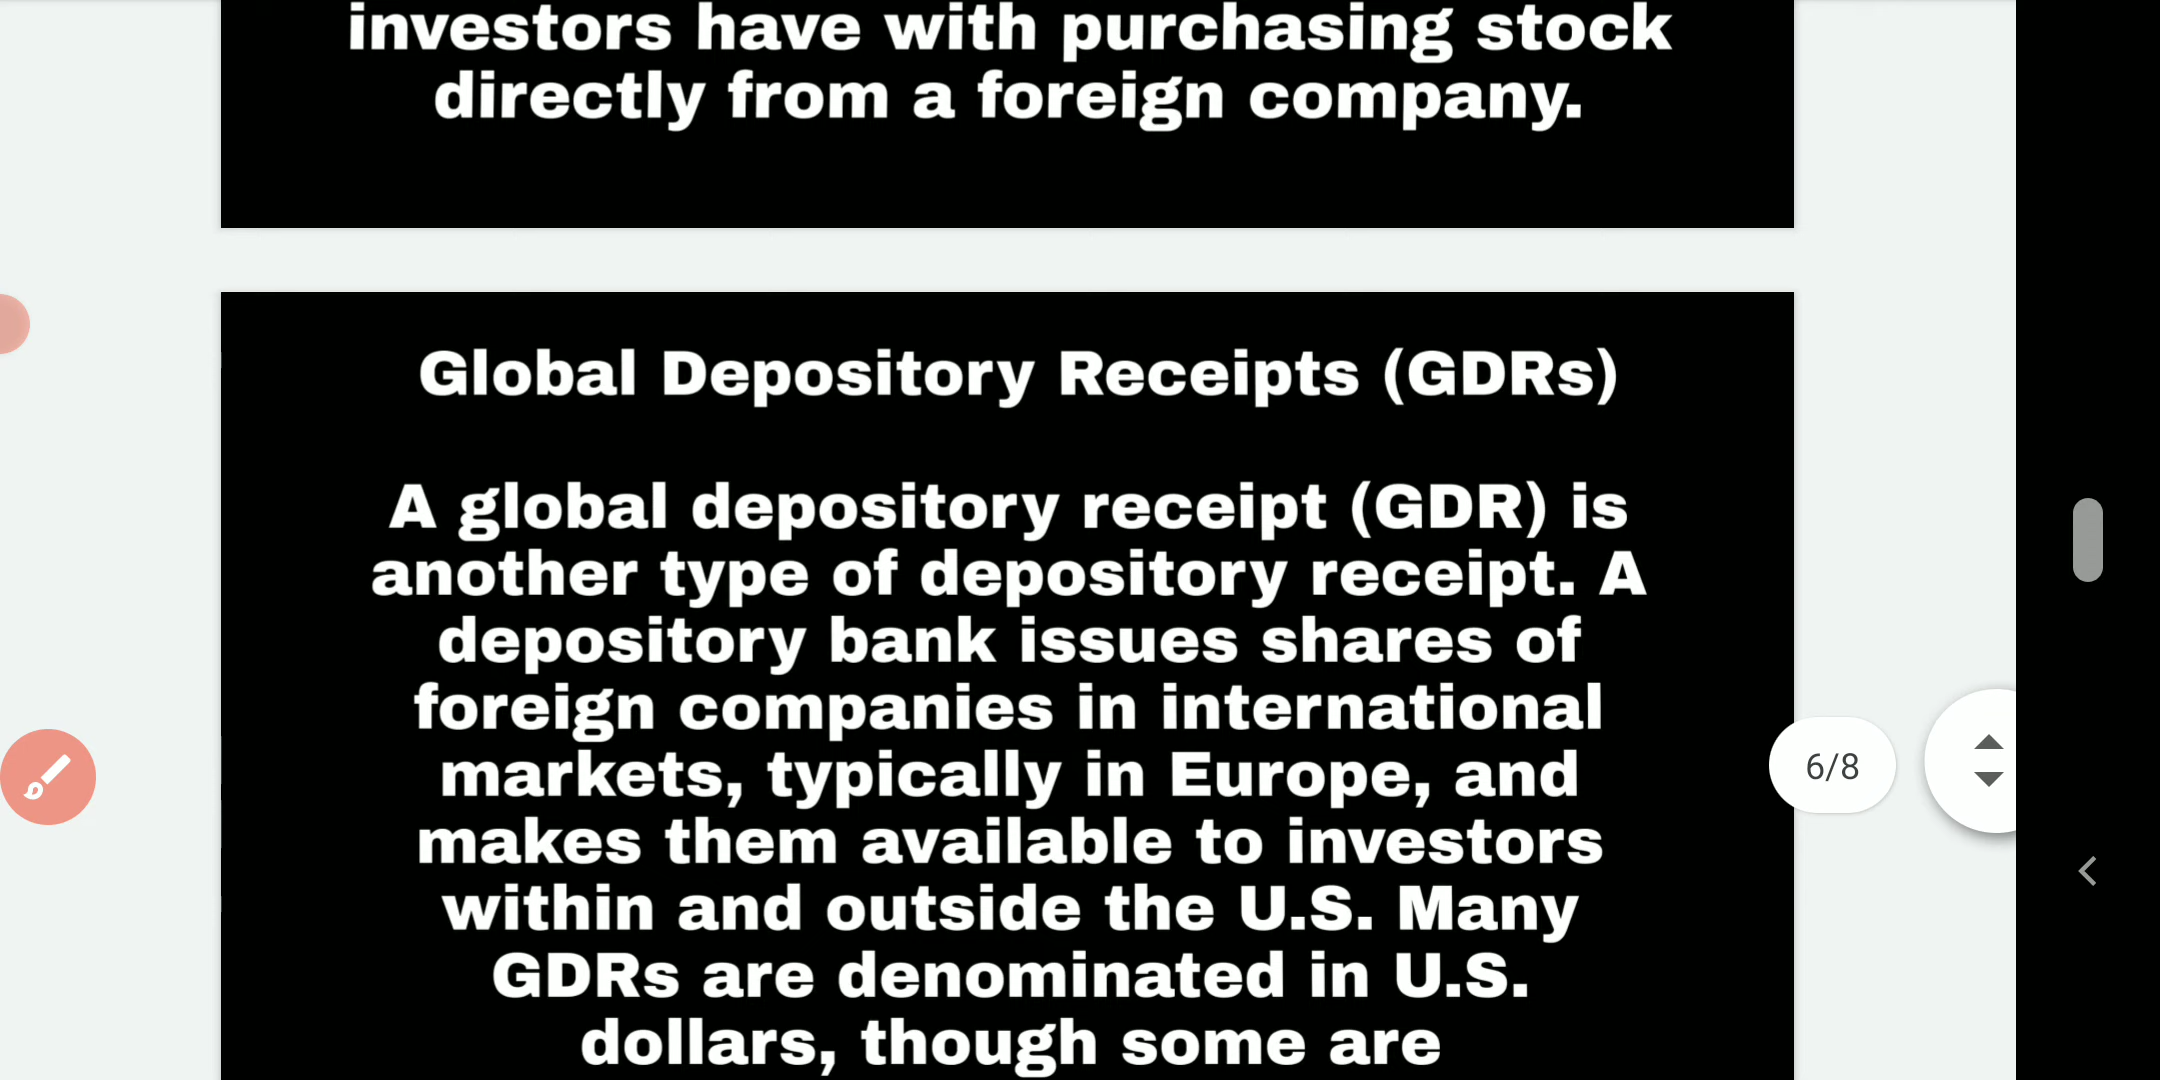 investors have with purchasing stock
directly from a foreign company.
Global Depository Receipts (GDRs)
A global depository receipt (GDR) is
another type of depository receipt. A
depository bank issues shares of
foreign companies in international
markets, typically in Europe, and
makes them available to investors
within and outside the U.S. Many
GDRs are denominated in U.S.
dollars, though some are
6/8